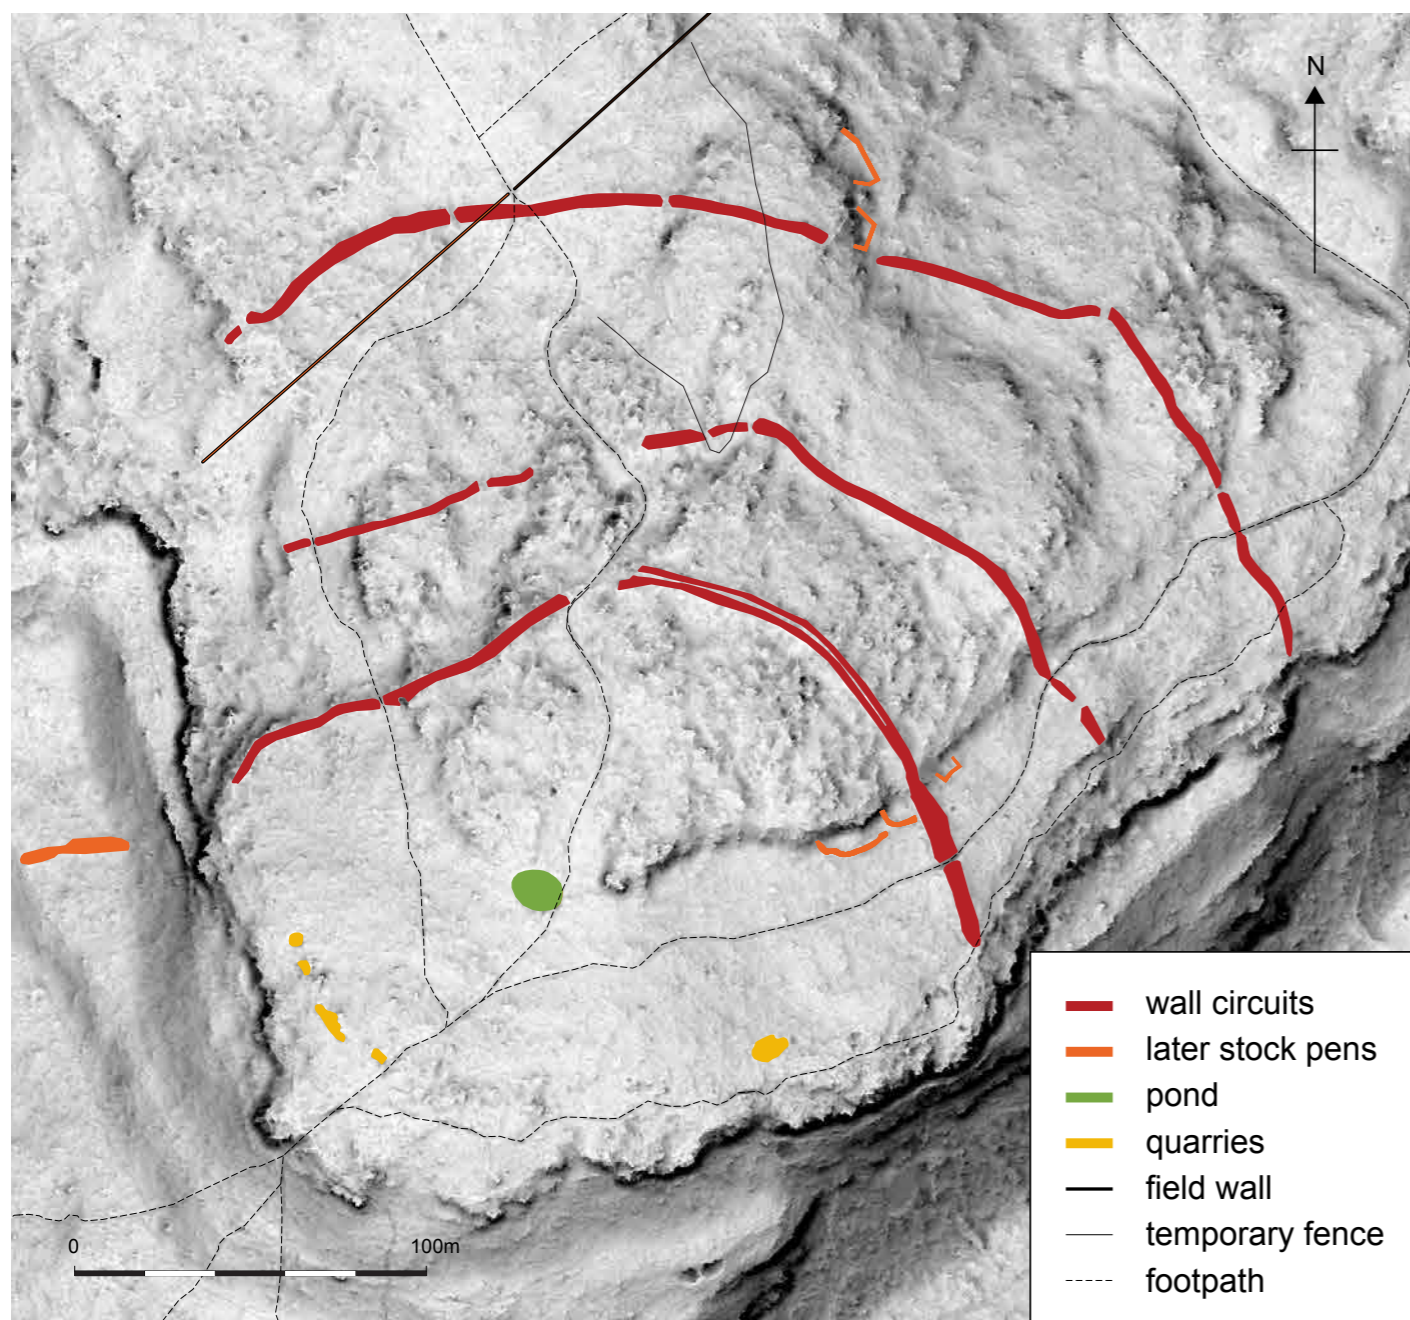 N
wall circuits
later stock pens
pond
quarries
field wall
temporary fence
footpath
0 100m